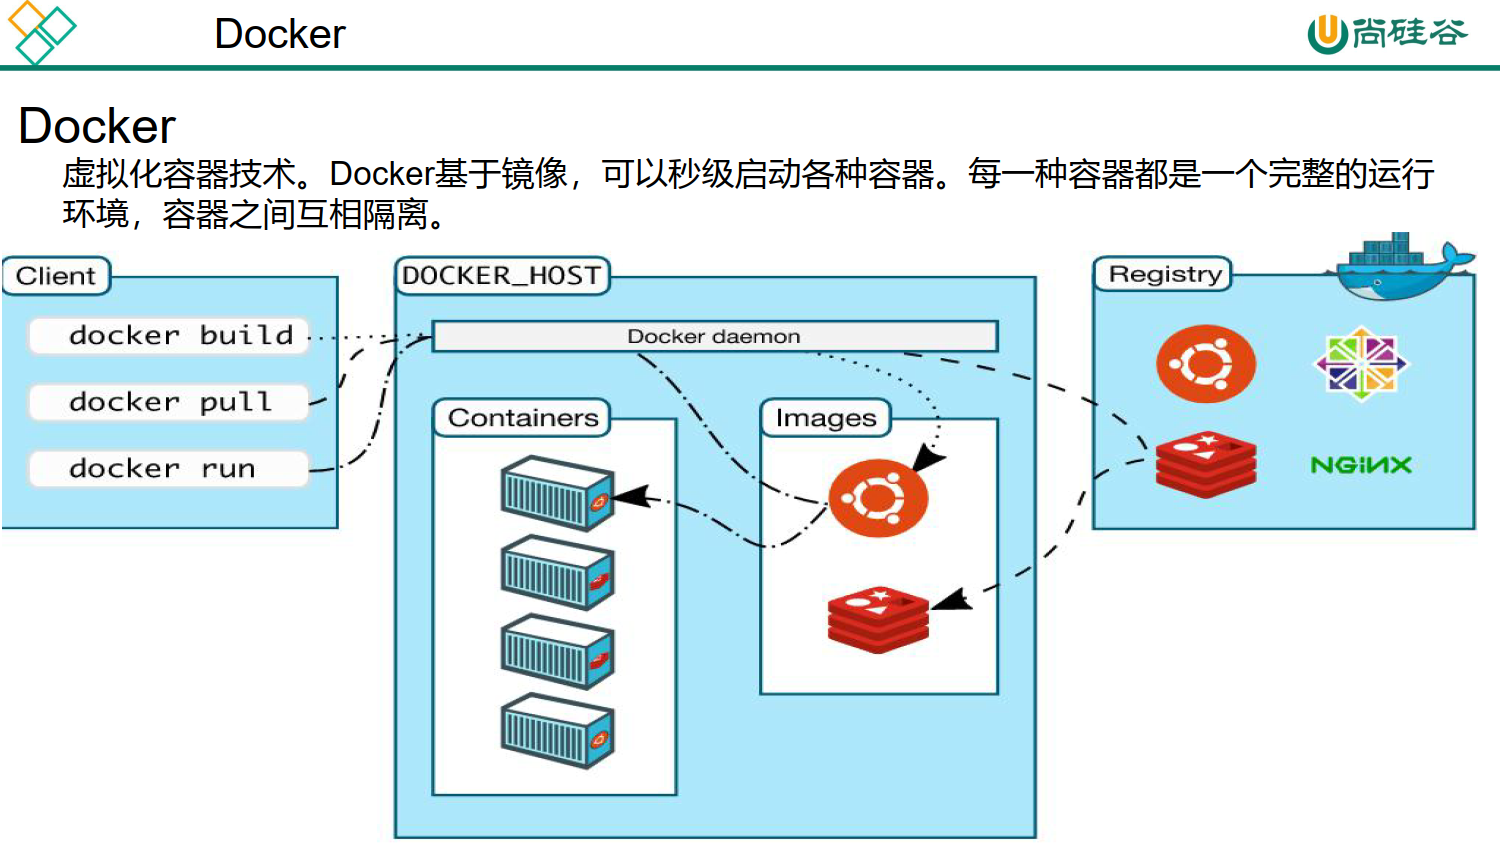 Docker
尚硅谷
Docker
虚拟化容器技术。Docker基于镜像，可以秒级启动各种容器。每一种容器都是一个完整的运行
环境，容器之间互相隔离。
Client
docker build
docker pull
docker run
DOCKER_HOST
Docker daemon
Containers
Images
Registry
NGiNX